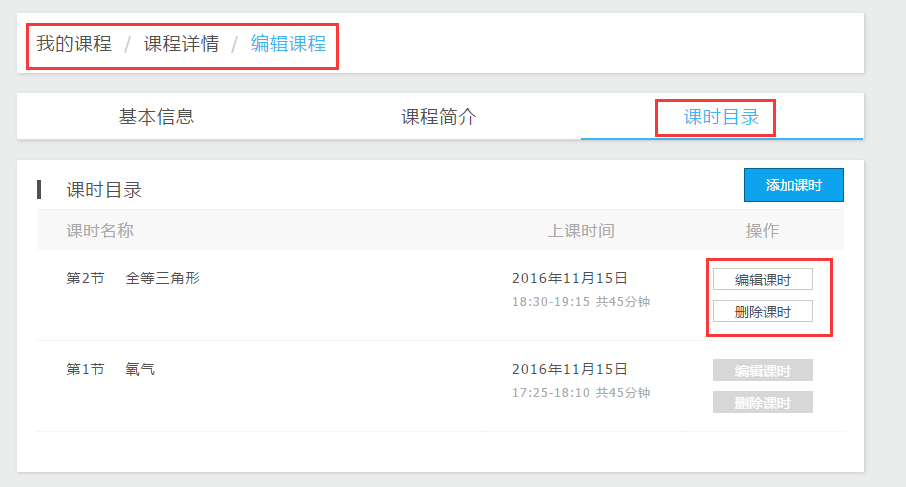 我的课程 / 课程详情 / 编辑课程
基本信息 课程简介 课时目录
课时目录 添加课时
课时名称 上课时间 操作
第2节 全等三角形 2016年11月15日 编辑课时
18:30-19:15 共45分钟 删除课时
第1节 氧气 2016年11月15日 编辑课时
17:25-18:10 共45分钟 删除课时